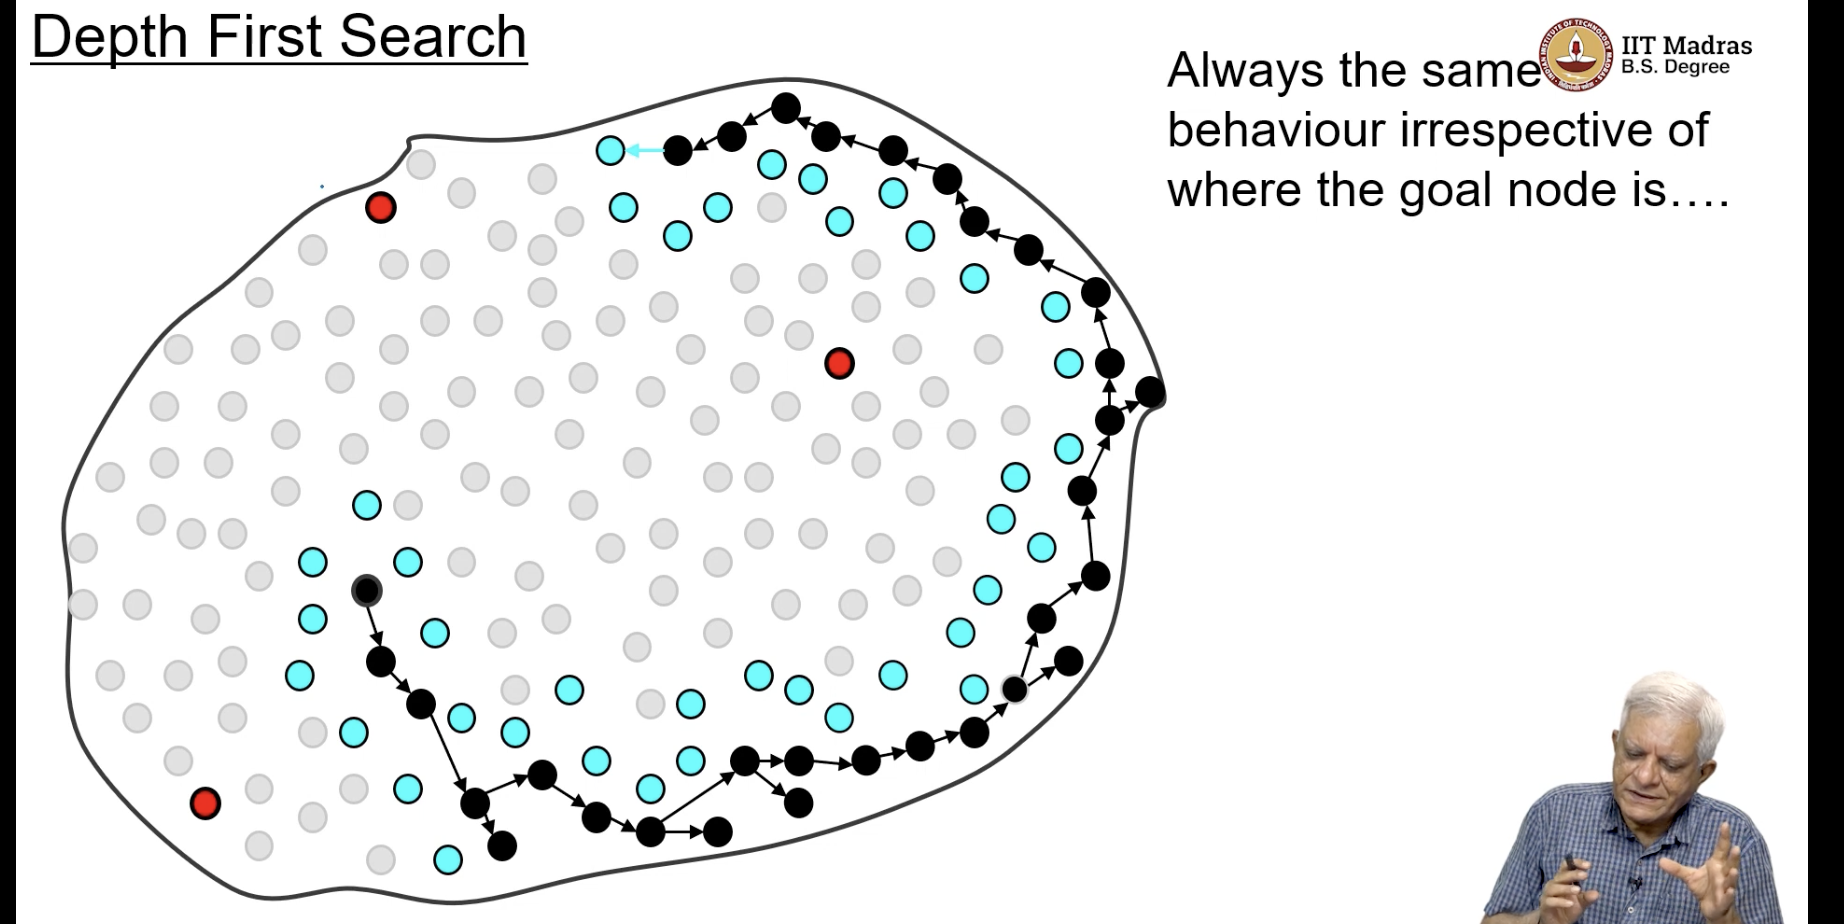 Depth First Search
Always the same
behaviour irrespective of
where the goal node is....
IIT Madras
B.S. Degree